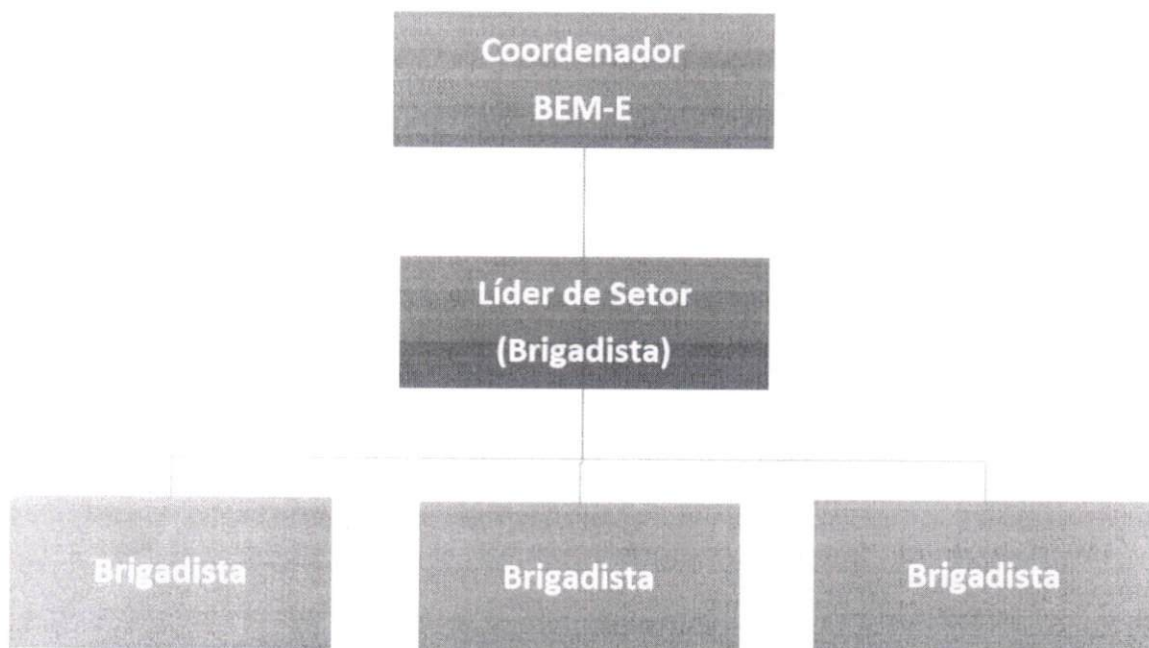 Coordenador
BEM-E
Líder de Setor
(Brigadista)
Brigadista
Brigadista
Brigadista